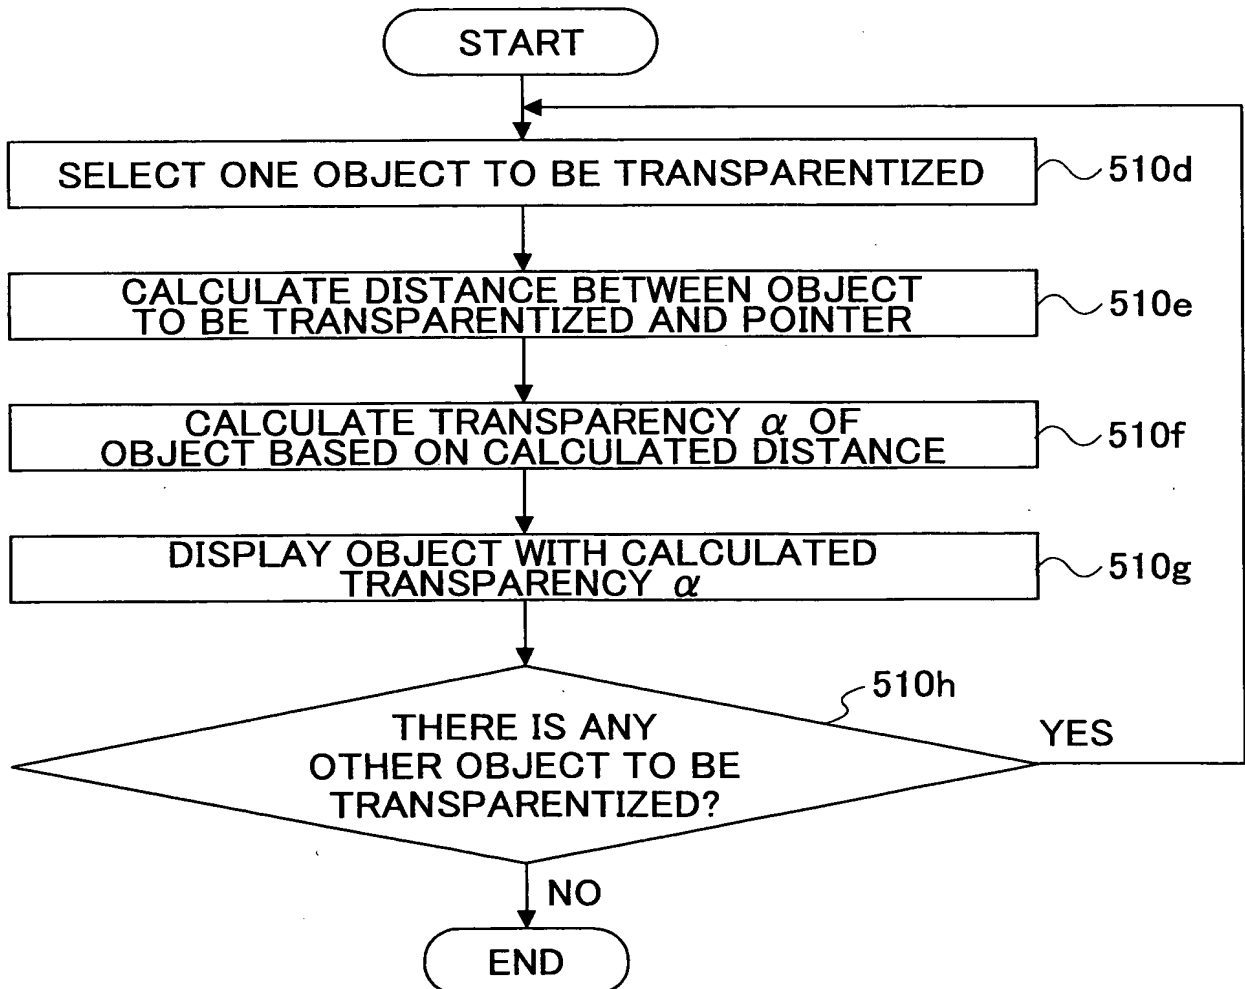 START
SELECT ONE OBJECT TO BE TRANSPARENTIZED
510d
CALCULATE DISTANCE BETWEEN OBJECT
TO BE TRANSPARENTIZED AND POINTER
510e
CALCULATE TRANSPARENCY α OF
OBJECT BASED ON CALCULATED DISTANCE
510f
DISPLAY OBJECT WITH CALCULATED
TRANSPARENCY α
510g
510h
THERE IS ANY
OTHER OBJECT TO BE
TRANSPARENTIZED?
YES
NO
END